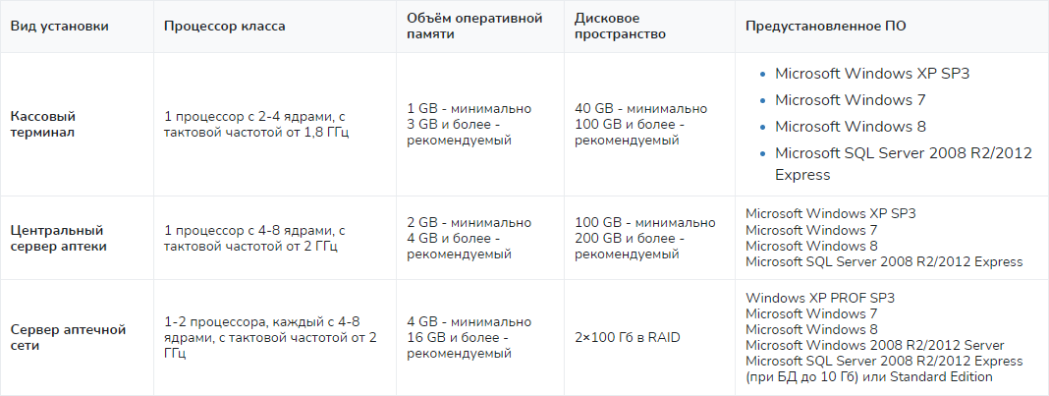 Вид установки
Процессор класса
Объём оперативной
памяти
Дисковое
пространство
Предустановленное ПО
Кассовый
терминал
1 процессор с 2-4 ядрами, с
тактовой частотой от 1,8 ГГц
1 GB - минимально
3 GB и более -
рекомендуемый
40 GB - минимально
100 GB и более -
рекомендуемый
Microsoft Windows XP SP3
Microsoft Windows 7
Microsoft Windows 8
Microsoft SQL Server 2008 R2/2012
Express
Центральный
сервер аптеки
1 процессор с 4-8 ядрами, с
тактовой частотой от 2 ГГц
2 GB - минимально
4 GB и более -
рекомендуемый
100 GB - минимально
200 GB и более -
рекомендуемый
Microsoft Windows XP SP3
Microsoft Windows 7
Microsoft Windows 8
Microsoft SQL Server 2008 R2/2012 Express
Сервер аптечной
сети
1-2 процессора, каждый с 4-8
ядрами, с тактовой частотой от 2
ГГц
4 GB - минимально
16 GB и более -
рекомендуемый
2×100 Гб в RAID
Windows XP PROF SP3
Microsoft Windows 7
Microsoft Windows 8
Microsoft Windows 2008 R2/2012 Server
Microsoft SQL Server 2008 R2/2012 Express
(при БД до 10 Гб) или Standard Edition